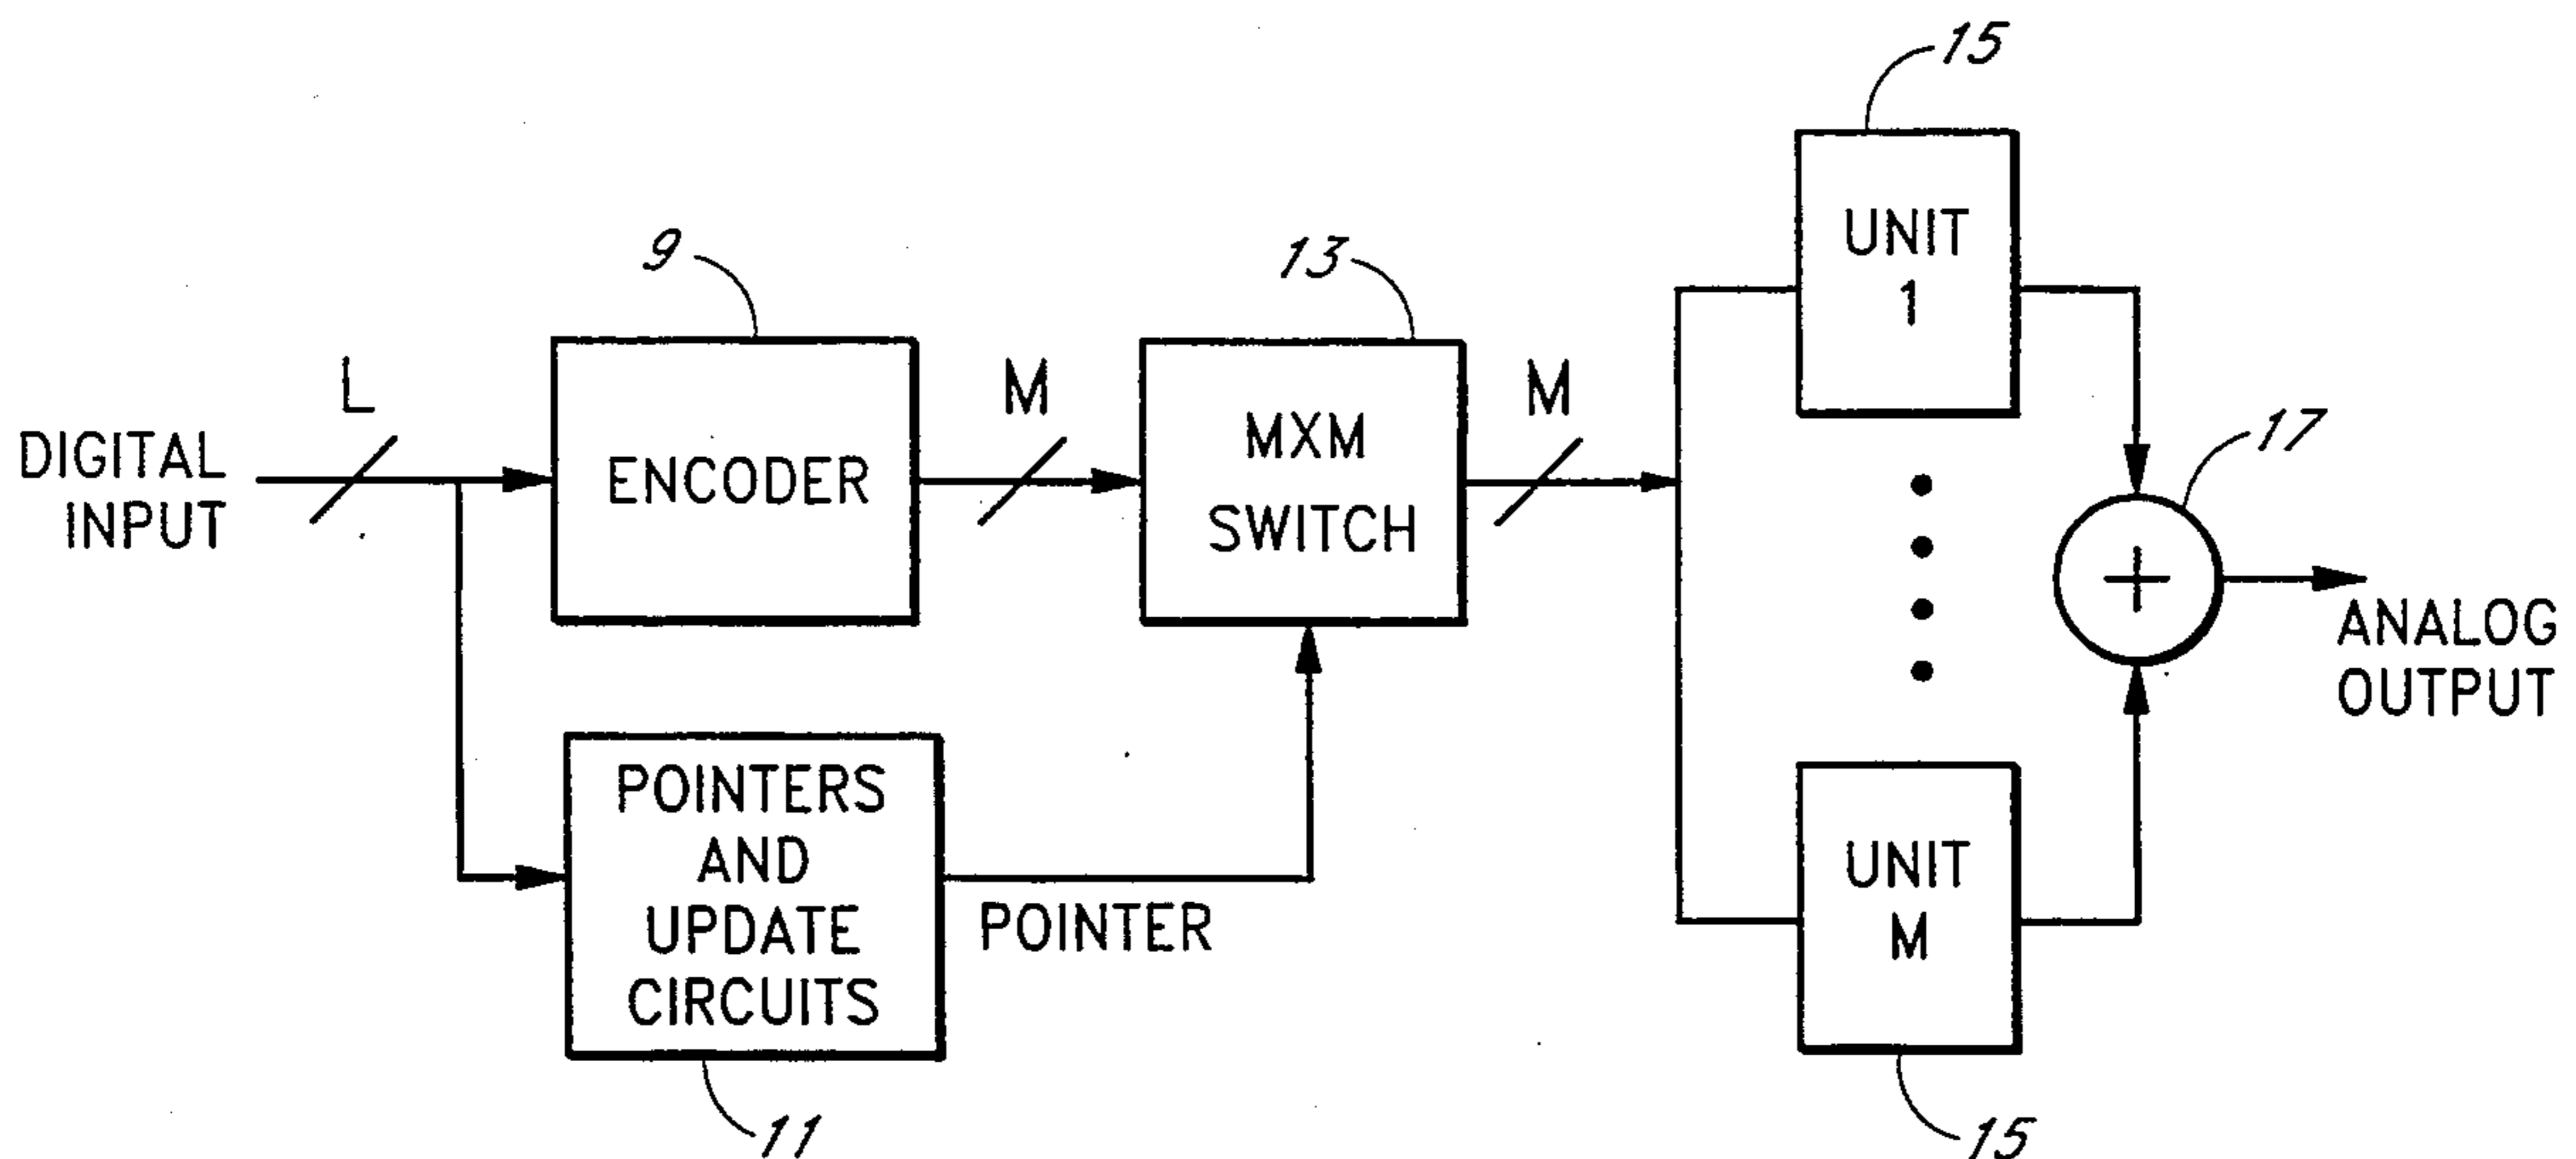 15
UNIT
1
9
13
L
M
M
DIGITAL
INPUT
ENCODER
MXM
SWITCH
17
+
ANALOG
OUTPUT
POINTERS
AND
UPDATE
CIRCUITS
POINTER
UNIT
M
11
15